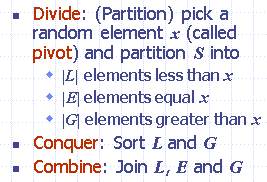 Divide: (Partition) pick a
random element x (called
pivot) and partition S into
|L| elements less than x
|E| elements equal x
|G| elements greater than x
Conquer: Sort L and G
Combine: Join L, E and G